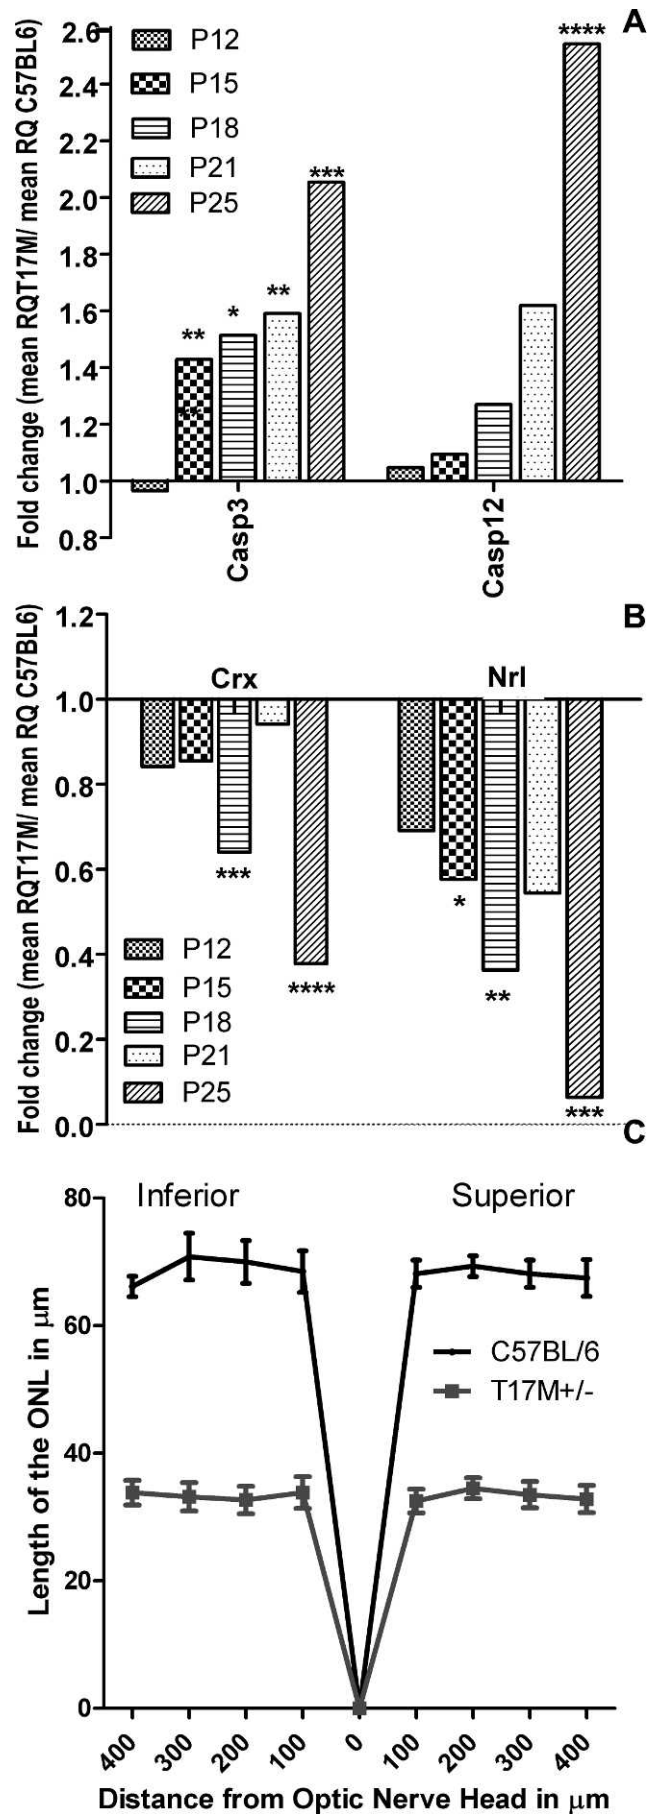 A
Fold change (mean RQT17M/ mean RQ C57BL6)
2.6
2.4
2.2
2.0
1.8
1.6
1.4
1.2
1.0
0.8
P12
P15
P18
P21
P25
**
**
*
**
***
****
Casp3
Casp12
B
Fold change (mean RQT17M/ mean RQ C57BL6)
1.2
1.0
0.8
0.6
0.4
0.2
0.0
Crx
Nrl
***
****
*
**
***
P12
P15
P18
P21
P25
C
Length of the ONL in μm
80
60
40
20
0
Inferior
Superior
C57BL/6
T17M+/-
400
300
200
100
0
100
200
300
400
Distance from Optic Nerve Head in μm